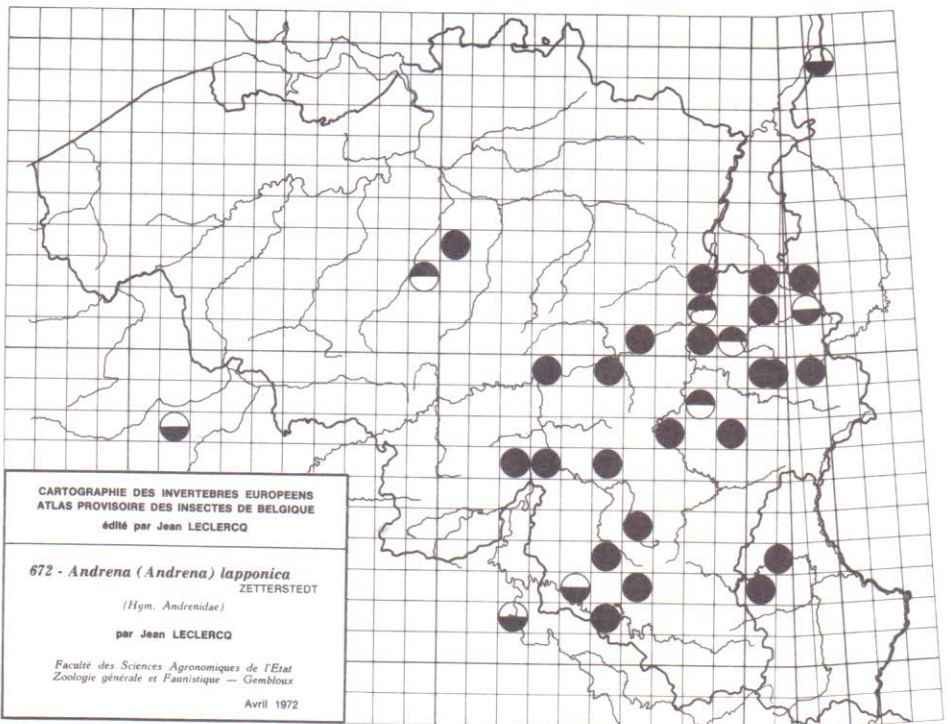 CARTOGRAPHIE DES INVERTEBRES EUROPEENS
ATLAS PROVISOIRE DES INSECTES DE BELGIQUE
édité par Jean LECLERCQ
672 - Andrena (Andrena) lapponica
ZETTERSTEDT
(Hym. Andrenidae)
par Jean LECLERCQ
Faculté des Sciences Agronomiques de l'Etat
Zoologie générale et Faunistique — Gembloux
Avril 1972